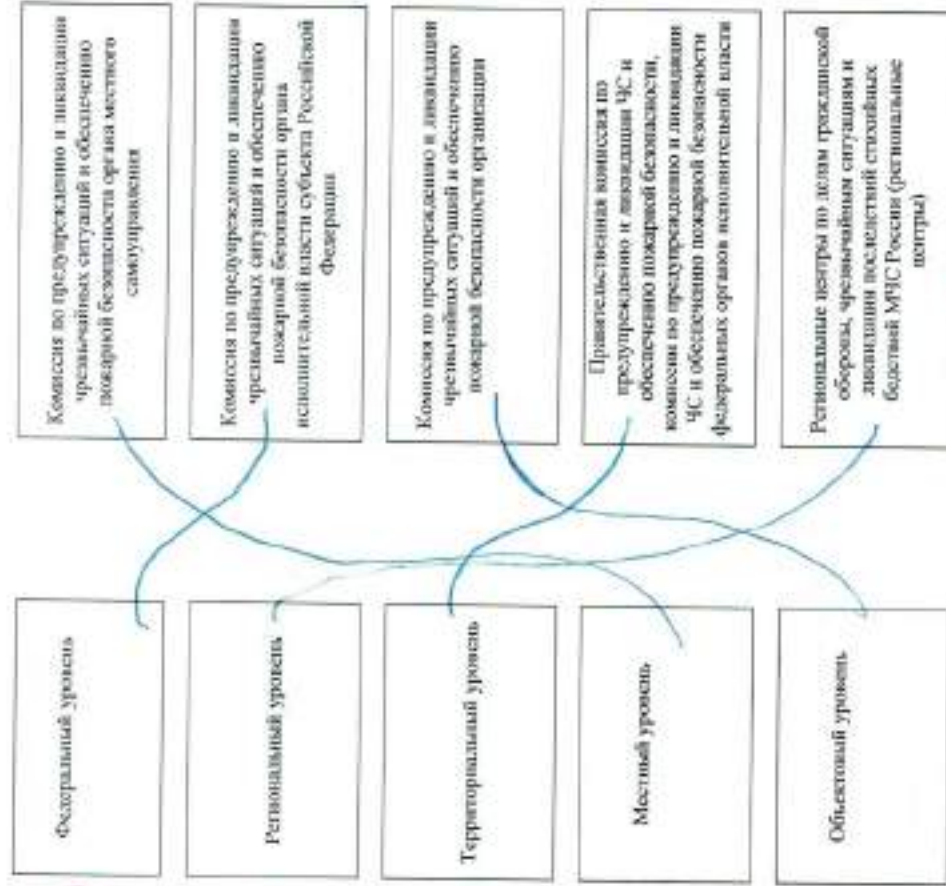 Федеральный уровень
Региональный уровень
Территориальный уровень
Местный уровень
Объектовый уровень
Комиссия по предупреждению и ликвидации
чрезвычайных ситуаций и обеспечению
пожарной безопасности органа местного
самоуправления
Комиссия по предупреждению и ликвидации
чрезвычайных ситуаций и обеспечению
пожарной безопасности органа
исполнительной власти субъекта Российской
Федерации
Комиссия по предупреждению и ликвидации
чрезвычайных ситуаций и обеспечению
пожарной безопасности организации
Правительственная комиссия по
предупреждению и ликвидации ЧС и
обеспечению пожарной безопасности,
комиссии по предупреждению и ликвидации
ЧС и обеспечению пожарной безопасности
федеральных органов исполнительной власти
Региональные центры по делам гражданской
обороны, чрезвычайным ситуациям и
ликвидации последствий стихийных
бедствий МЧС России (региональные
центры)